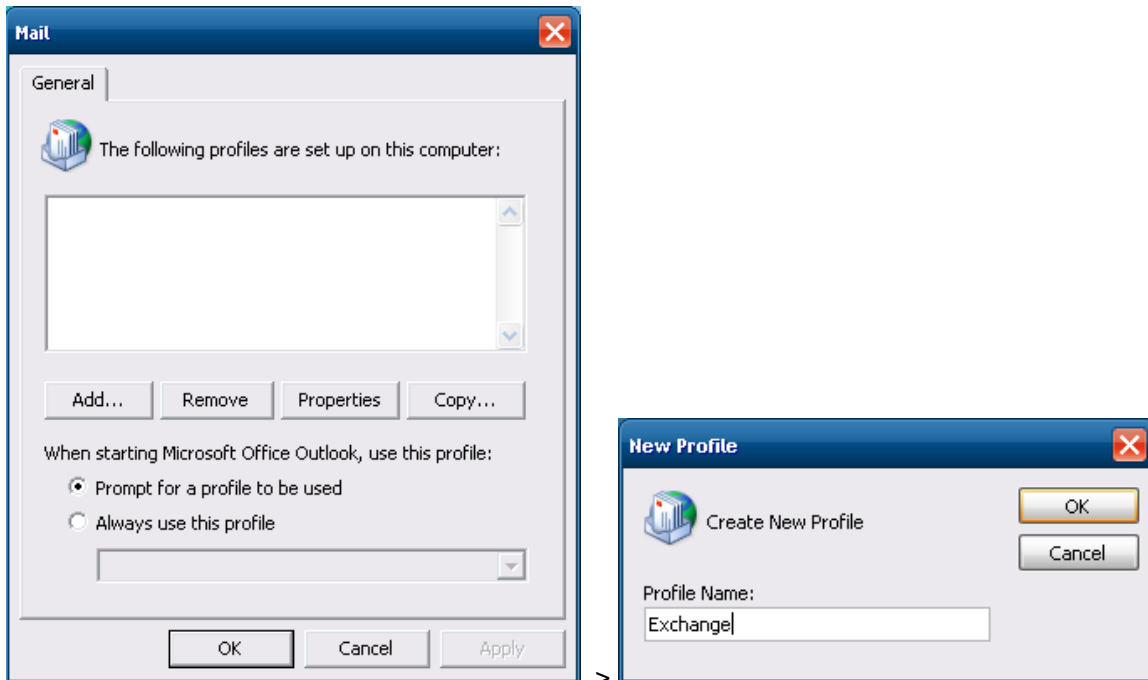 Mail
General
The following profiles are set up on this computer:
Add... Remove Properties Copy...
When starting Microsoft Office Outlook, use this profile:
Prompt for a profile to be used
Always use this profile
OK Cancel Apply
>
New Profile
Create New Profile
OK
Cancel
Profile Name:
Exchange